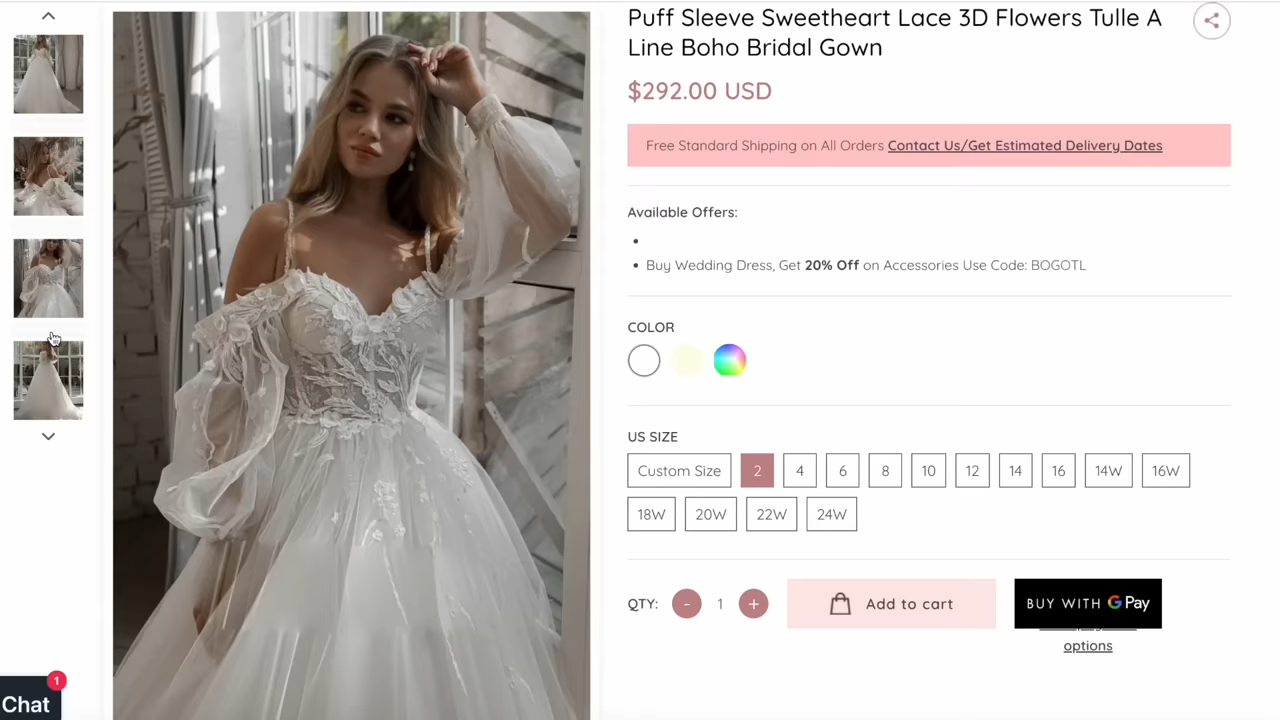 Puff Sleeve Sweetheart Lace 3D Flowers Tulle A
Line Boho Bridal Gown
$292.00 USD
Free Standard Shipping on All Orders Contact Us/Get Estimated Delivery Dates
Available Offers:
Buy Wedding Dress, Get 20% Off on Accessories Use Code: BOGOTL
COLOR
US SIZE
Custom Size 2 4 6 8 10 12 14 16 14W 16W
18W 20W 22W 24W
QTY: - 1 + Add to cart BUY WITH G Pay
options
1
Chat